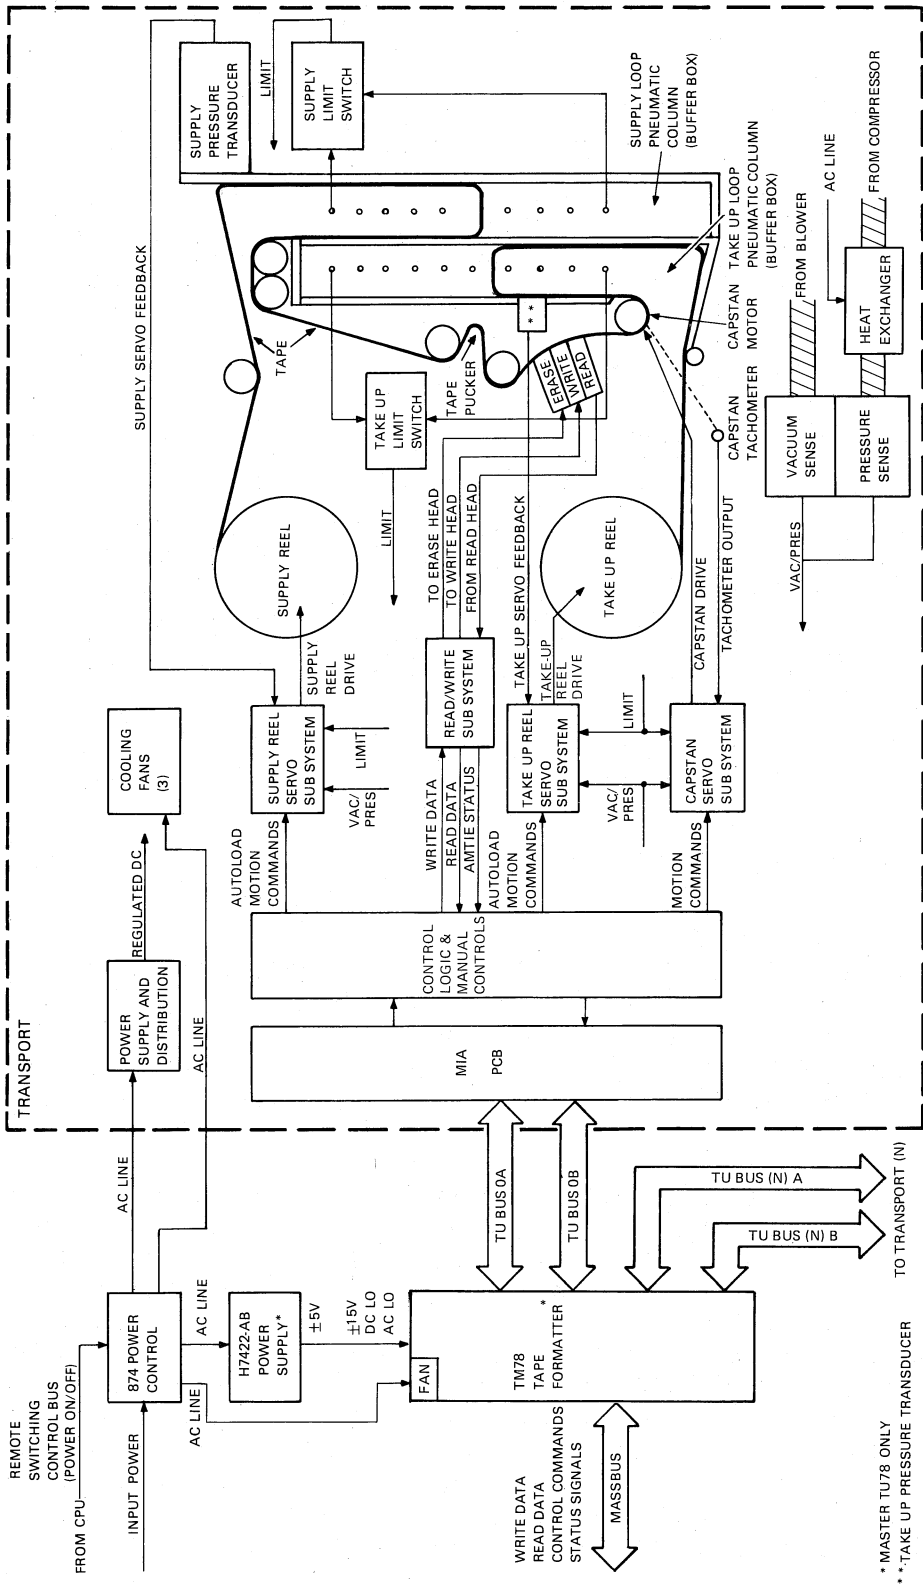 REMOTE
SWITCHING
CONTROL BUS
(POWER ON/OFF)
FROM CPU
INPUT POWER
874 POWER
CONTROL
AC LINE
AC LINE
H7422-AB
POWER
SUPPLY*
AC LINE
±5V
±15V
DC LO
AC LO
FAN
TM78
TAPE
FORMATTER
*
WRITE DATA
READ DATA
CONTROL COMMANDS
STATUS SIGNALS
MASSBUS
TU BUS 0A
TU BUS 0B
TU BUS (N) A
TU BUS (N) B
TO TRANSPORT (N)
* MASTER TU78 ONLY
** TAKE UP PRESSURE TRANSDUCER
TRANSPORT
POWER
SUPPLY AND
DISTRIBUTION
REGULATED DC
AC LINE
COOLING
FANS
(3)
MIA
PCB
CONTROL
LOGIC &
MANUAL
CONTROLS
AUTOLOAD
MOTION
COMMANDS
SUPPLY REEL
SERVO
SUB SYSTEM
VAC/
PRES
LIMIT
SUPPLY
REEL
DRIVE
SUPPLY SERVO FEEDBACK
WRITE DATA
READ DATA
AMTIE STATUS
READ/WRITE
SUB SYSTEM
TO ERASE HEAD
TO WRITE HEAD
FROM READ HEAD
AUTOLOAD
MOTION
COMMANDS
TAKE UP REEL
SERVO
SUB SYSTEM
TAKE UP SERVO FEEDBACK
TAKE-UP
REEL
DRIVE
VAC/
PRES
LIMIT
MOTION
COMMANDS
CAPSTAN
SERVO
SUB SYSTEM
CAPSTAN DRIVE
TACHOMETER OUTPUT
SUPPLY REEL
TAKE UP REEL
LIMIT
TAKE UP
LIMIT
SWITCH
TAPE
TAPE
PUCKER
ERASE
WRITE
READ
**
SUPPLY
PRESSURE
TRANSDUCER
LIMIT
SUPPLY
LIMIT
SWITCH
SUPPLY LOOP
PNEUMATIC
COLUMN
(BUFFER BOX)
TAKE UP LOOP
PNEUMATIC COLUMN
(BUFFER BOX)
CAPSTAN
MOTOR
CAPSTAN
TACHOMETER
VAC/PRES
VACUUM
SENSE
PRESSURE
SENSE
FROM BLOWER
AC LINE
HEAT
EXCHANGER
FROM COMPRESSOR